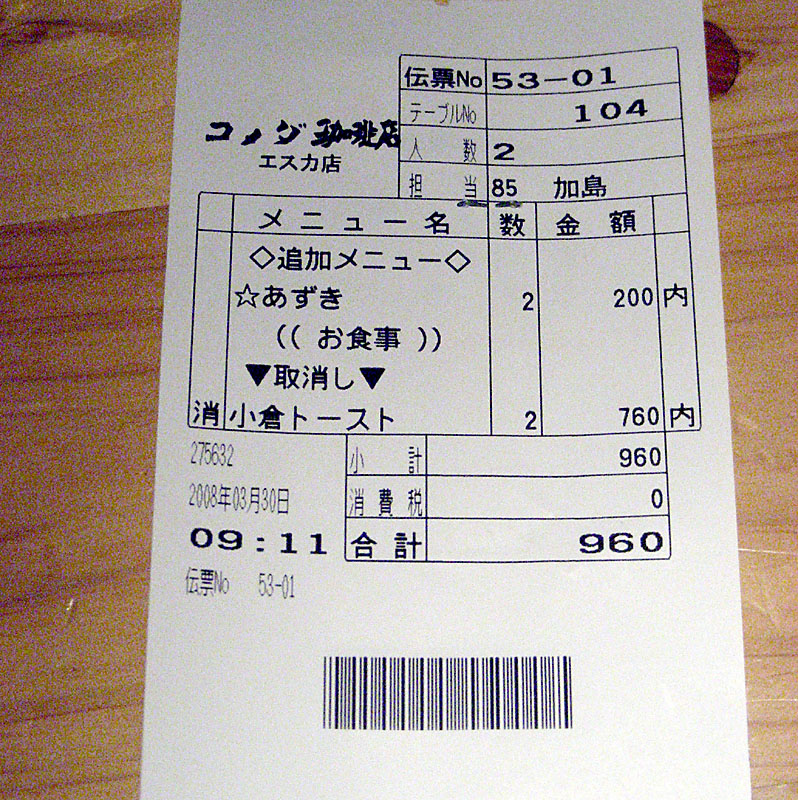 伝票No 53-01
テーブルNo 104
コメダ珈琲店
エスカ店
人数 2
担当 85 加島
メニュー名 数 金額
◇追加メニュー◇
☆あずき 2 200 内
(( お食事 ))
▼取消し▼
消 小倉トースト 2 760 内
275632 小計 960
2008年03月30日 消費税 0
09:11 合計 960
伝票No 53-01